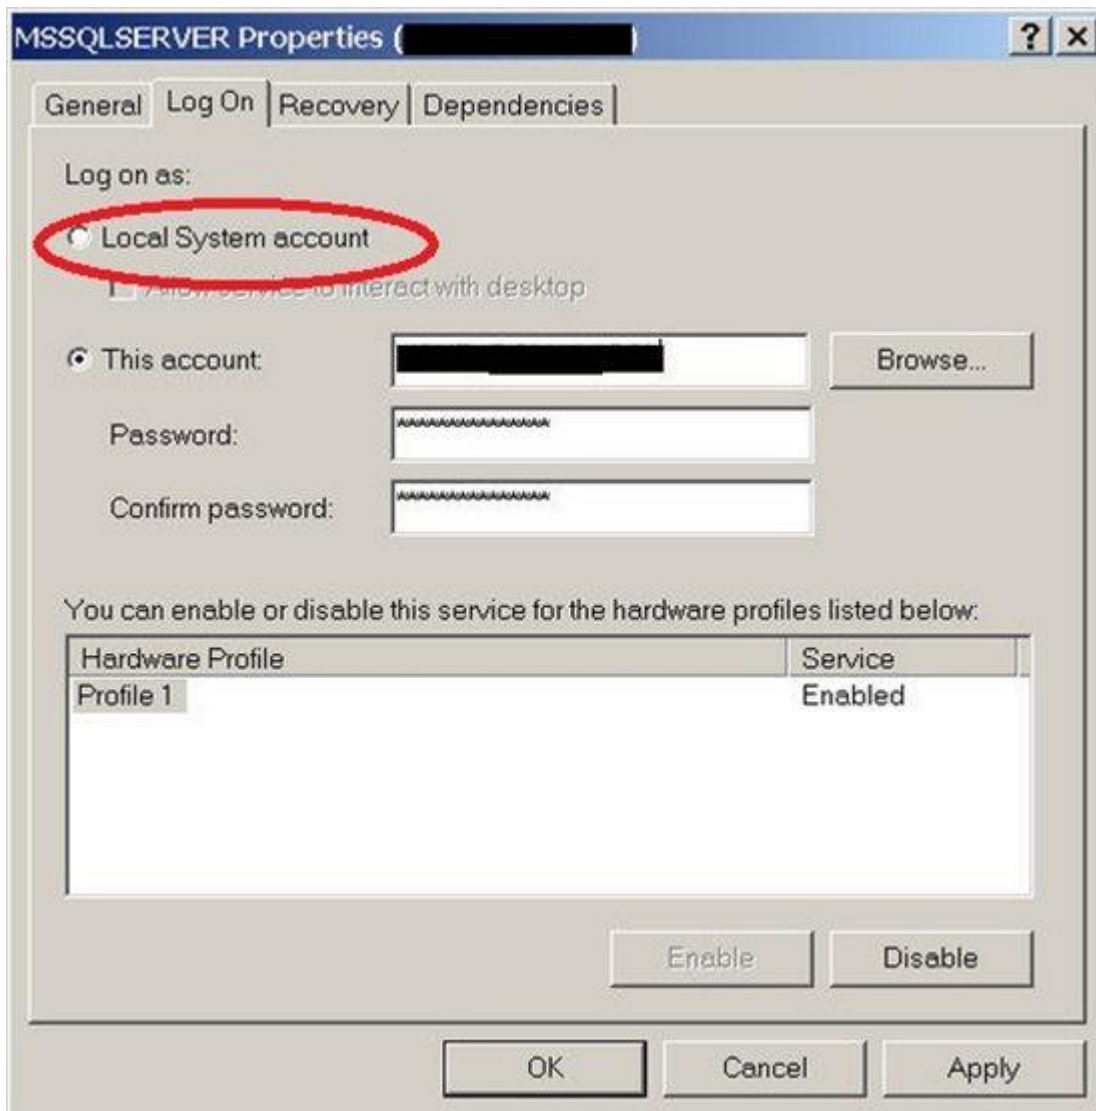 MSSQLSERVER Properties ( )
General Log On Recovery Dependencies
Log on as:
Local System account
Allow service to interact with desktop
This account:
Browse...
Password: ***************
Confirm password: ***************
You can enable or disable this service for the hardware profiles listed below:
Hardware Profile Service
Profile 1 Enabled
Enable Disable
OK Cancel Apply